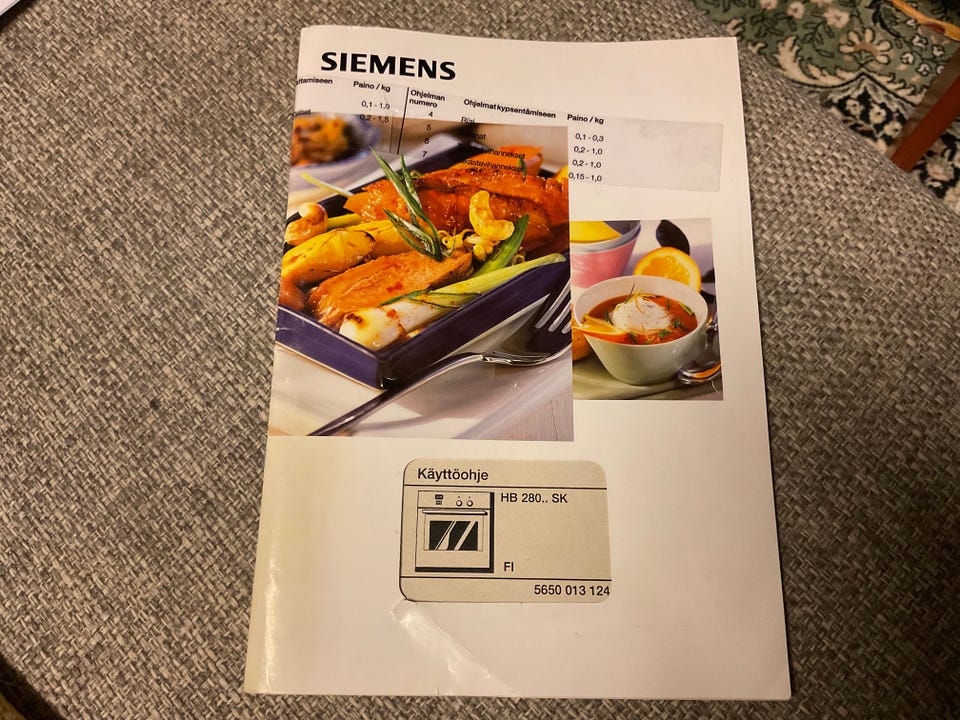 SIEMENS
Paino / kg
Ohjelman
numero
Ohjelmat kypsentämiseen
Paino / kg
0,1 - 1,0
4
0,1 - 0,3
0,2 - 1,5
5
0,2 - 1,0
6
0,2 - 1,0
7
0,15 - 1,0
Käyttöohje
HB 280.. SK
FI
5650 013 124